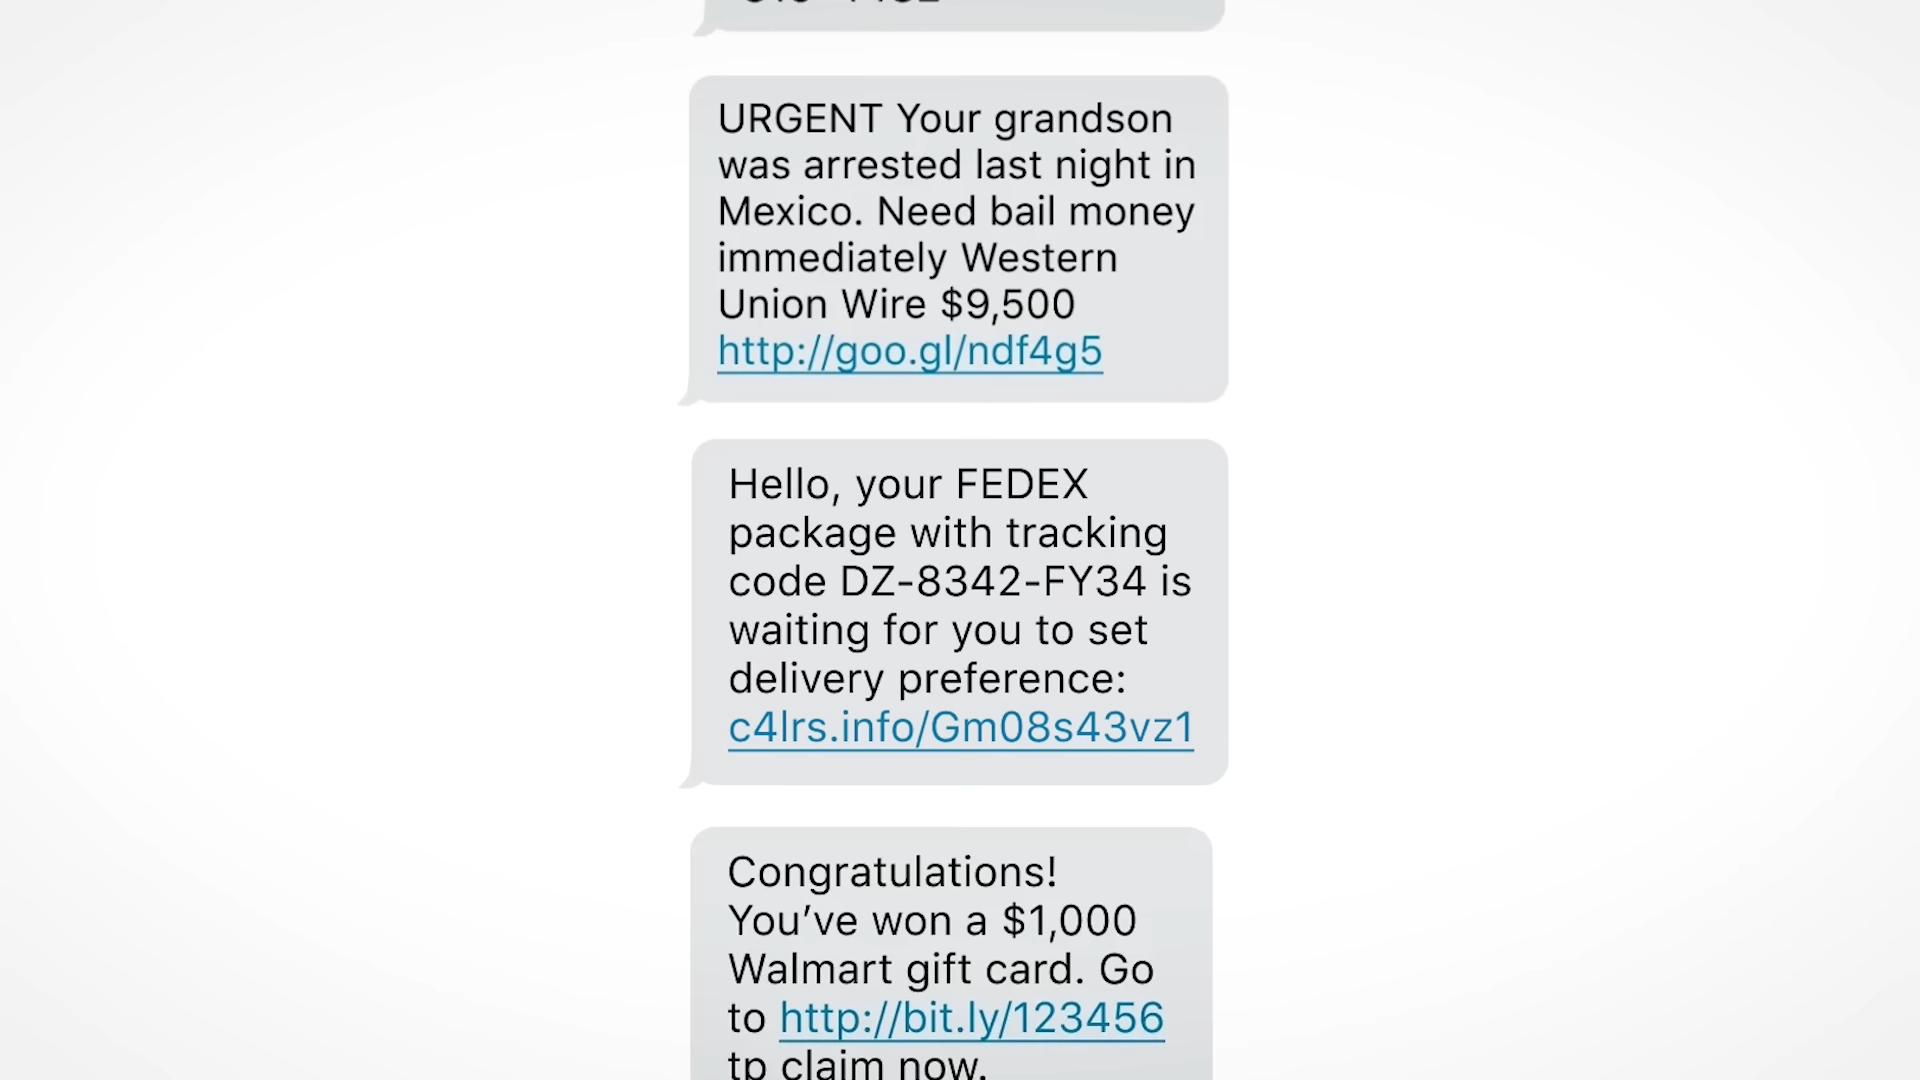 URGENT Your grandson
was arrested last night in
Mexico. Need bail money
immediately Western
Union Wire $9,500
http://goo.gl/ndf4g5
Hello, your FEDEX
package with tracking
code DZ-8342-FY34 is
waiting for you to set
delivery preference:
c4lrs.info/Gm08s43vz1
Congratulations!
You’ve won a $1,000
Walmart gift card. Go
to http://bit.ly/123456
tp claim now.